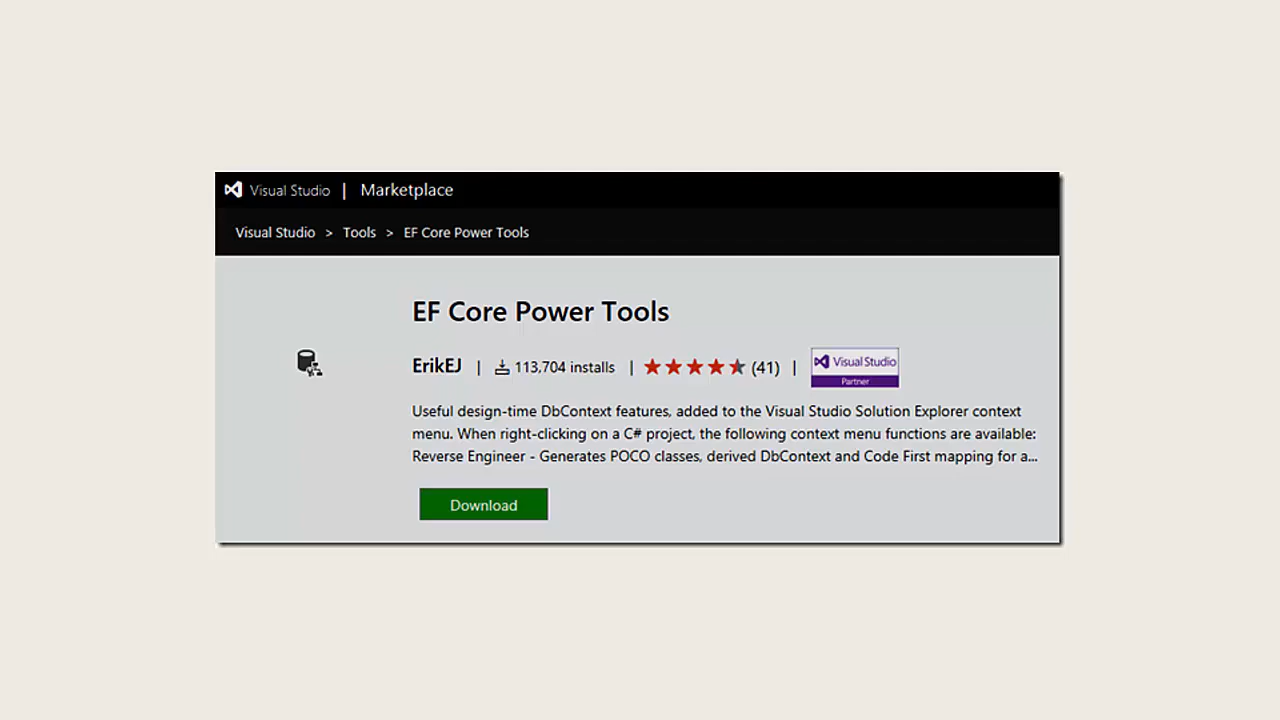 Visual Studio | Marketplace
Visual Studio > Tools > EF Core Power Tools
EF Core Power Tools
ErikEJ | 113,704 installs | (41) | Visual Studio Partner
Useful design-time DbContext features, added to the Visual Studio Solution Explorer context
menu. When right-clicking on a C# project, the following context menu functions are available:
Reverse Engineer - Generates POCO classes, derived DbContext and Code First mapping for a...
Download